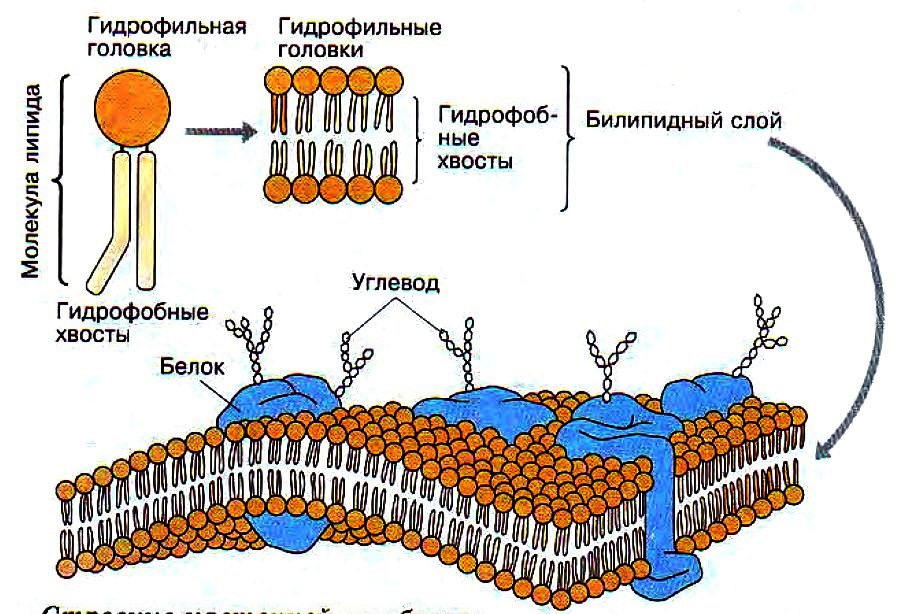 Гидрофильная
головка
Гидрофильные
головки
Молекула липида
Гидрофоб-
ные
хвосты
Билипидный слой
Гидрофобные
хвосты
Углевод
Белок